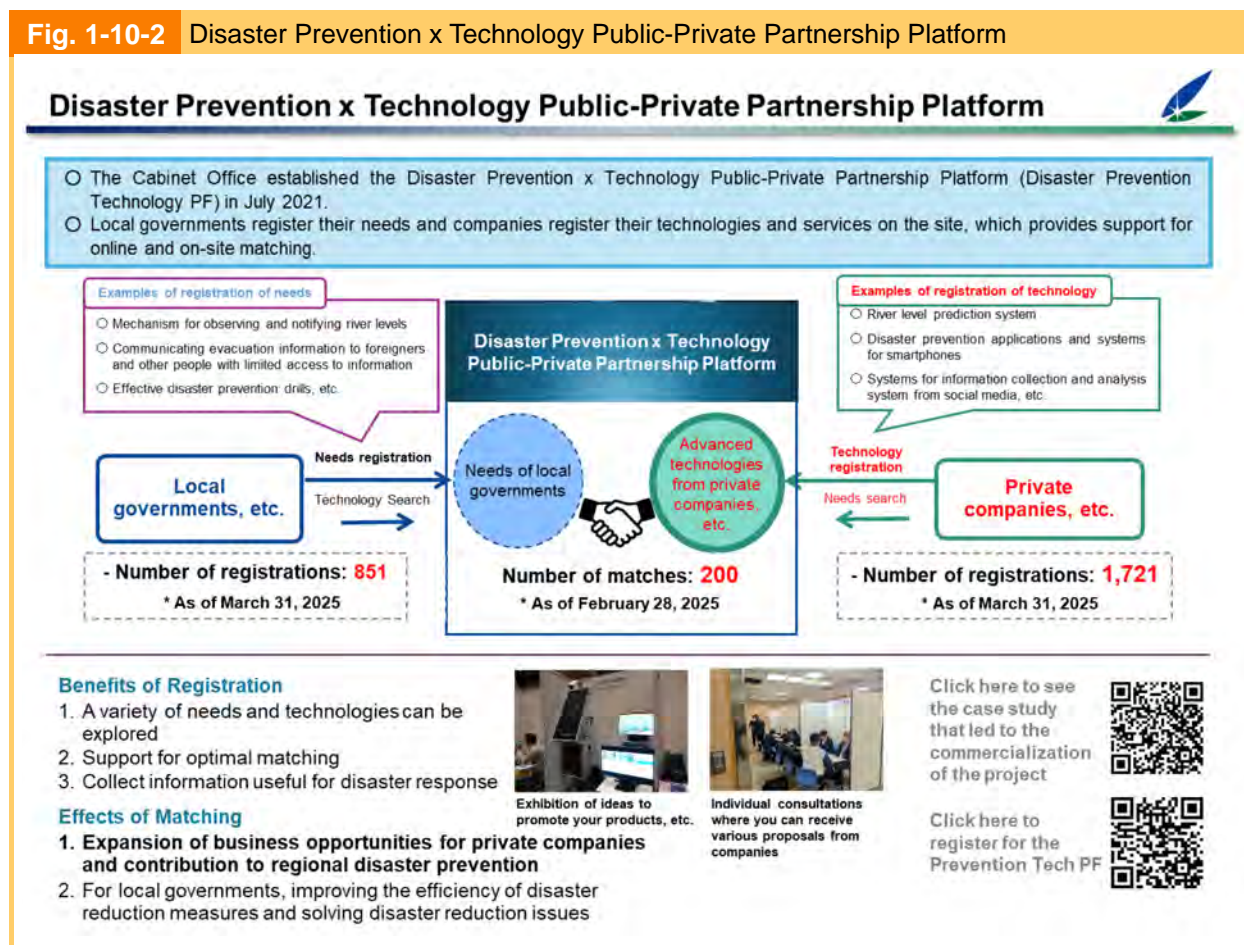 Fig. 1-10-2 Disaster Prevention x Technology Public-Private Partnership Platform
Disaster Prevention x Technology Public-Private Partnership Platform
○ The Cabinet Office established the Disaster Prevention x Technology Public-Private Partnership Platform (Disaster Prevention
Technology PF) in July 2021.
○ Local governments register their needs and companies register their technologies and services on the site, which provides support for
online and on-site matching.
Examples of registration of needs
○ Mechanism for observing and notifying river levels
○ Communicating evacuation information to foreigners
and other people with limited access to information
○ Effective disaster prevention drills, etc.
Disaster Prevention x Technology
Public-Private Partnership Platform
Examples of registration of technology
○ River level prediction system
○ Disaster prevention applications and systems
for smartphones
○ Systems for information collection and analysis
system from social media, etc.
Local
governments, etc.
Needs registration
Technology Search
Needs of local
governments
Advanced
technologies
from private
companies,
etc.
Technology
registration
Needs search
Private
companies, etc.
- Number of registrations: 851
* As of March 31, 2025
Number of matches: 200
* As of February 28, 2025
- Number of registrations: 1,721
* As of March 31, 2025
Benefits of Registration
1. A variety of needs and technologies can be
explored
2. Support for optimal matching
3. Collect information useful for disaster response
Effects of Matching
1. Expansion of business opportunities for private companies
and contribution to regional disaster prevention
2. For local governments, improving the efficiency of disaster
reduction measures and solving disaster reduction issues
Exhibition of ideas to
promote your products, etc.
Individual consultations
where you can receive
various proposals from
companies
Click here to see
the case study
that led to the
commercialization
of the project
Click here to
register for the
Prevention Tech PF